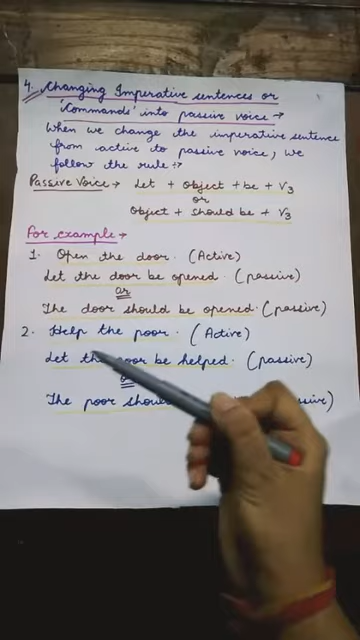 4. Changing Imperative sentences or
'Commands' into passive voice →
When we change the imperative sentence
from active to passive voice, we
follow the rule :→
Passive Voice → Let + object + be + V3
or
Object + should be + V3
For example →
1. Open the door. (Active)
Let the door be opened. (passive)
or
The door should be opened. (passive)
2. Help the poor. (Active)
Let the poor be helped. (passive)
The poor